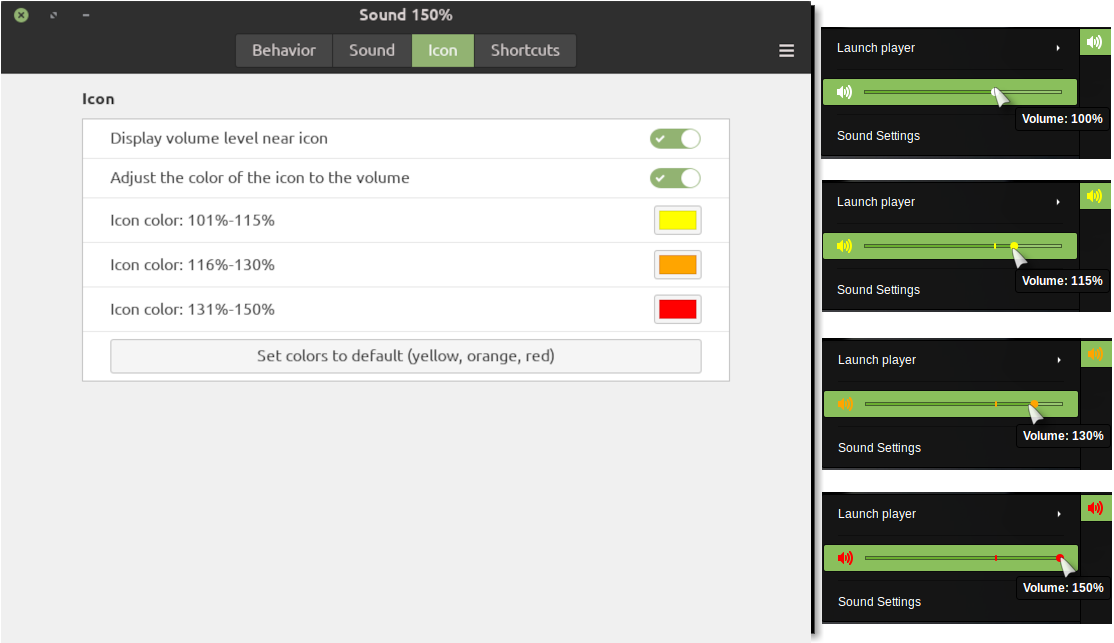 Sound 150%
Behavior
Sound
Icon
Shortcuts
Icon
Display volume level near icon
Adjust the color of the icon to the volume
Icon color: 101%-115%
Icon color: 116%-130%
Icon color: 131%-150%
Set colors to default (yellow, orange, red)
Launch player
Volume: 100%
Sound Settings
Launch player
Volume: 115%
Sound Settings
Launch player
Volume: 130%
Sound Settings
Launch player
Volume: 150%
Sound Settings